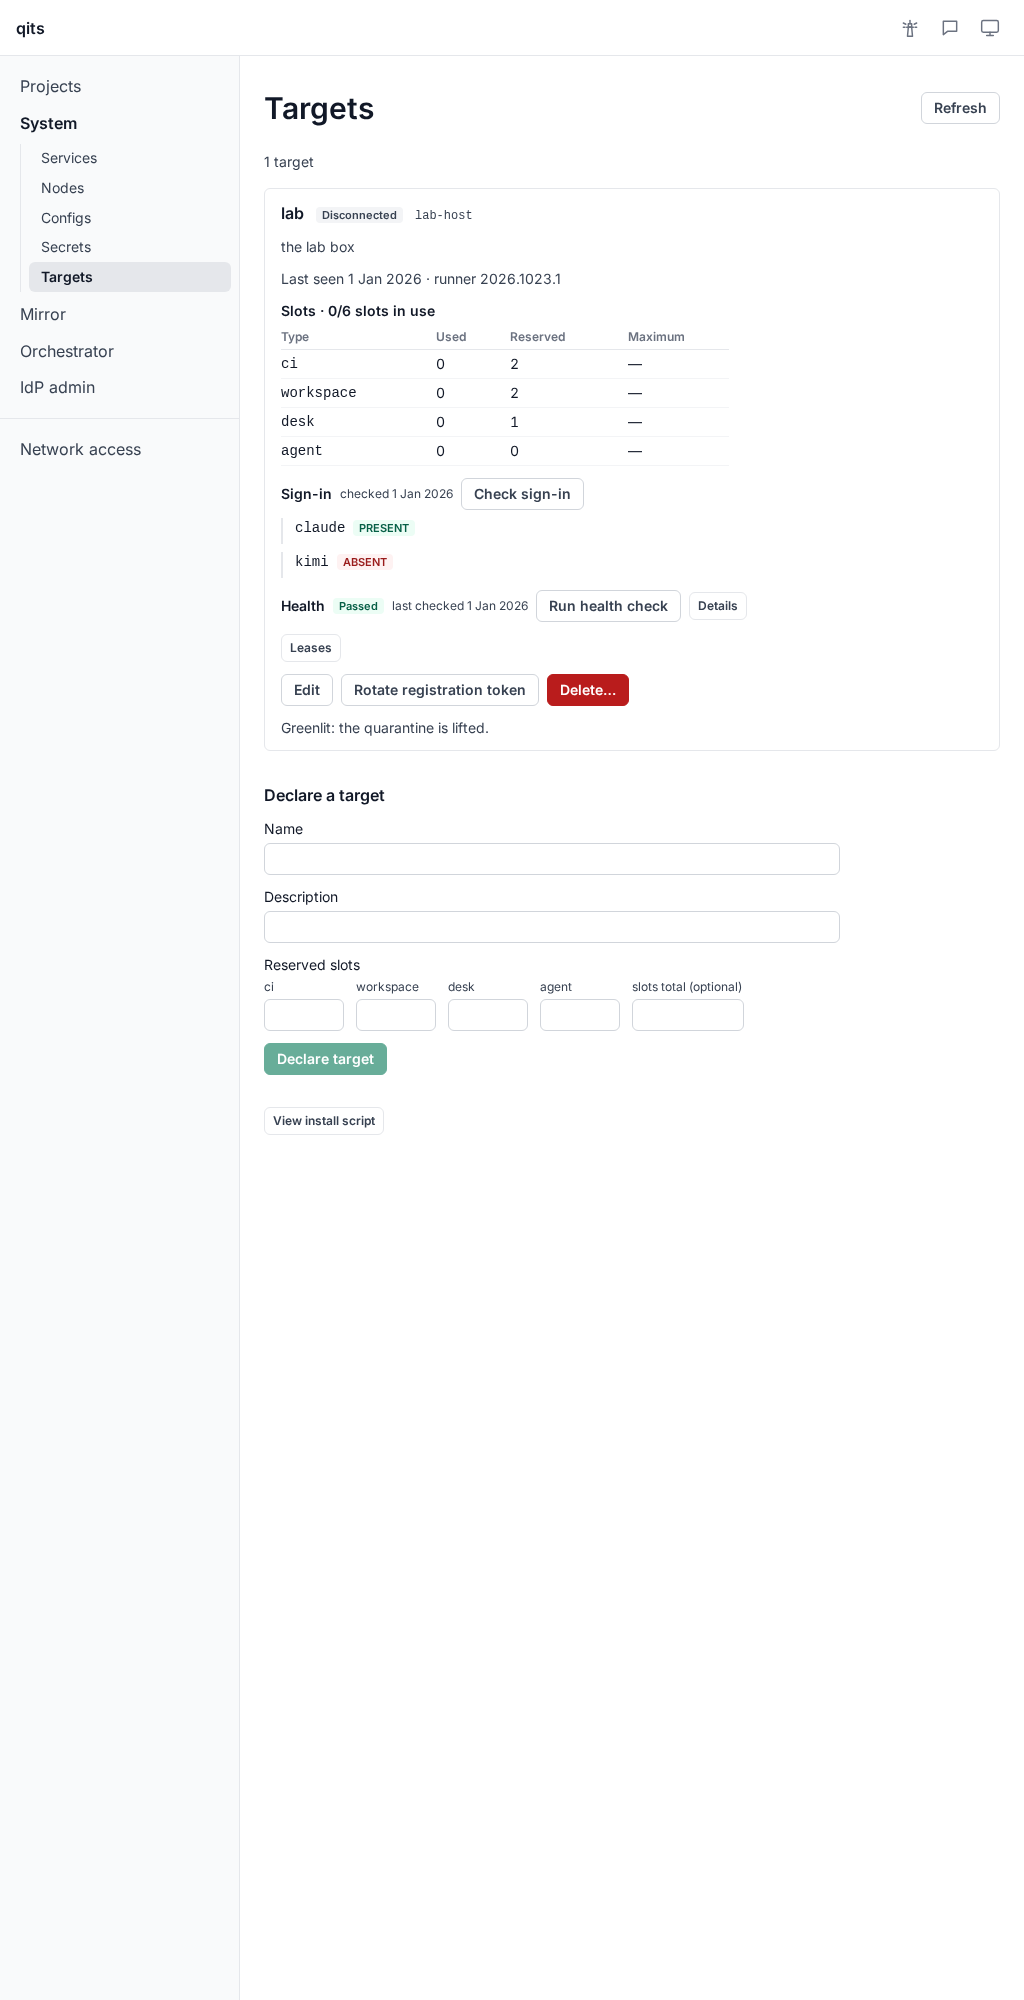 qits
Projects
System
Services
Nodes
Configs
Secrets
Targets
Mirror
Orchestrator
IdP admin
Network access
Targets
Refresh
1 target
lab Disconnected lab-host
the lab box
Last seen 1 Jan 2026 · runner 2026.1023.1
Slots · 0/6 slots in use
Type Used Reserved Maximum
ci 0 2 —
workspace 0 2 —
desk 0 1 —
agent 0 0 —
Sign-in checked 1 Jan 2026 Check sign-in
claude PRESENT
kimi ABSENT
Health Passed last checked 1 Jan 2026 Run health check Details
Leases
Edit Rotate registration token Delete...
Greenlit: the quarantine is lifted.
Declare a target
Name
Description
Reserved slots
ci workspace desk agent slots total (optional)
Declare target
View install script